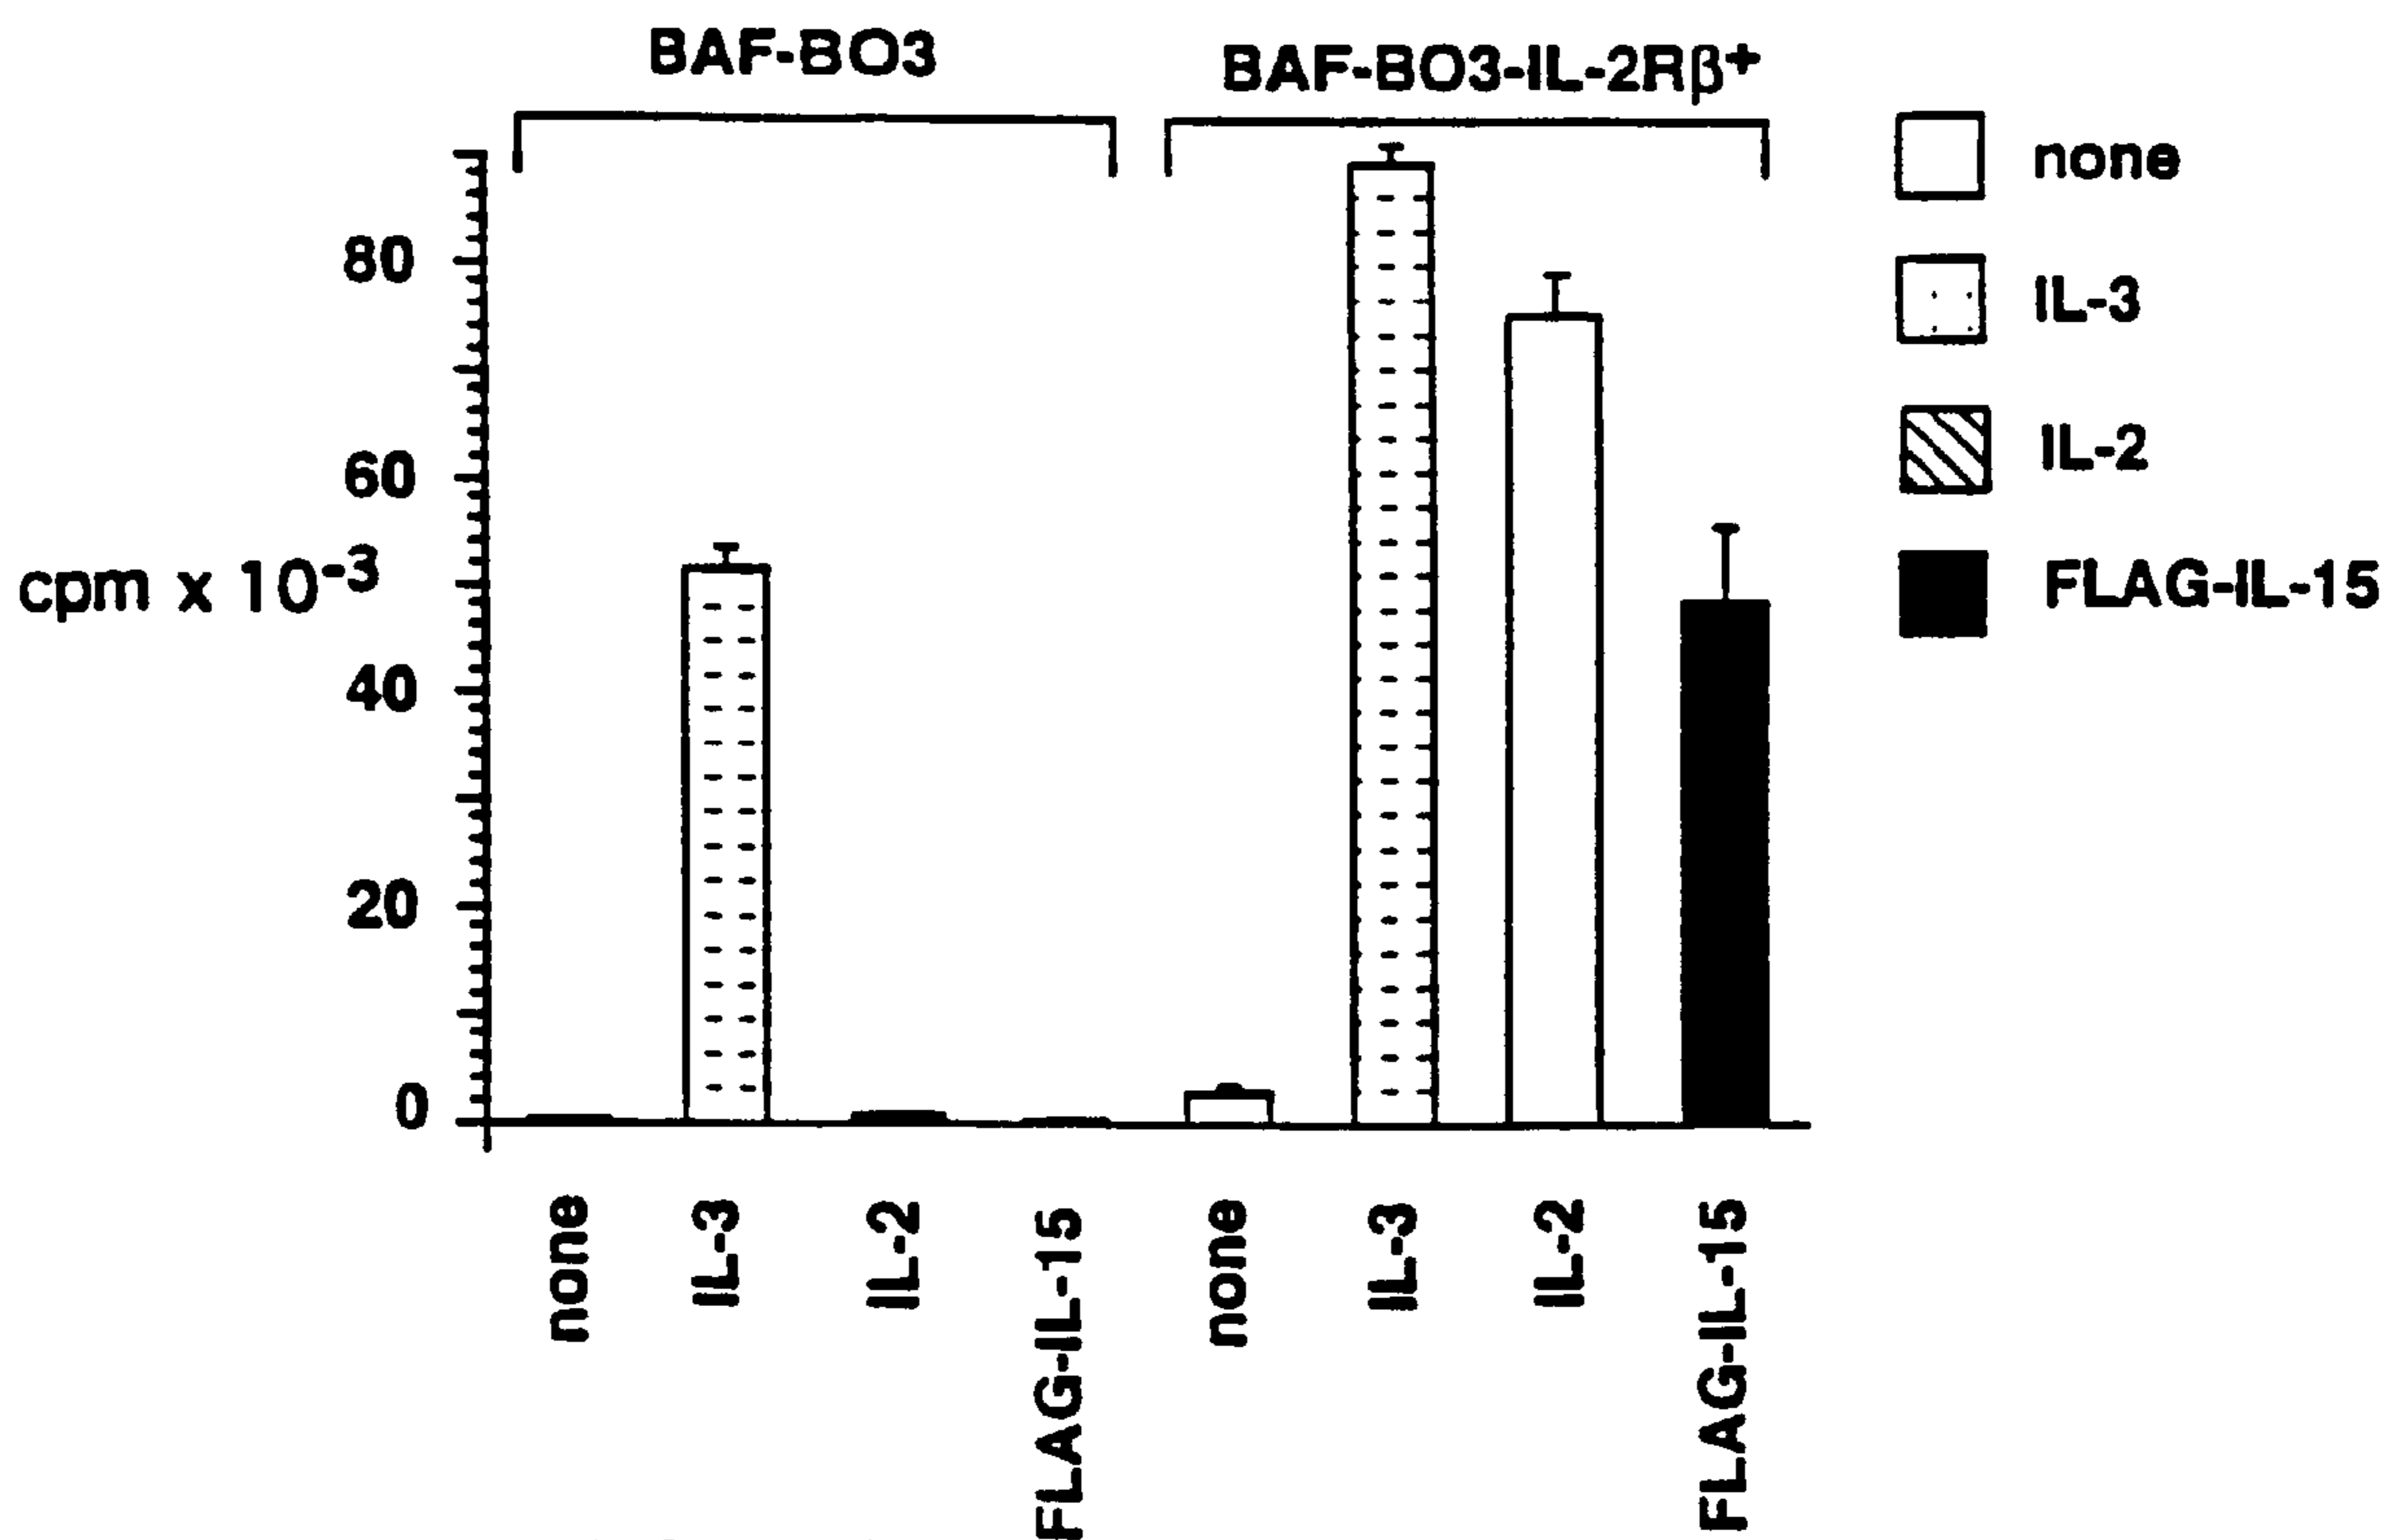 BAF-BO3
BAF-BO3-IL-2Rβ+
none
IL-3
IL-2
FLAG-IL-15
80
60
cpm x 10-3
40
20
0
none
IL-3
IL-2
FLAG-IL-15
none
IL-3
IL-2
FLAG-IL-15